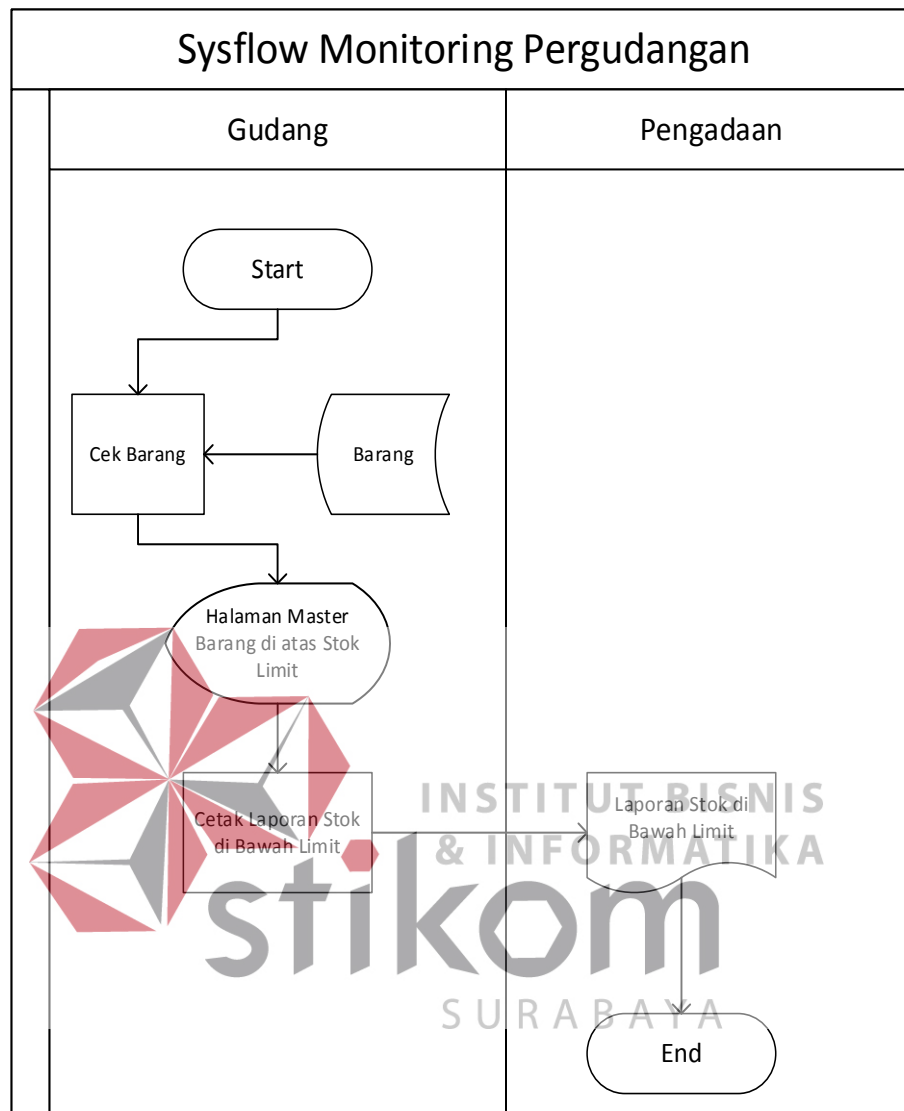 Sysflow Monitoring Pergudangan
Gudang
Pengadaan
Start
Cek Barang
Barang
Halaman Master
Barang di atas Stok
Limit
Cetak Laporan Stok
di Bawah Limit
Laporan Stok di
Bawah Limit
End
INSTITUT BISNIS
& INFORMATIKA
stikom
SURABAYA